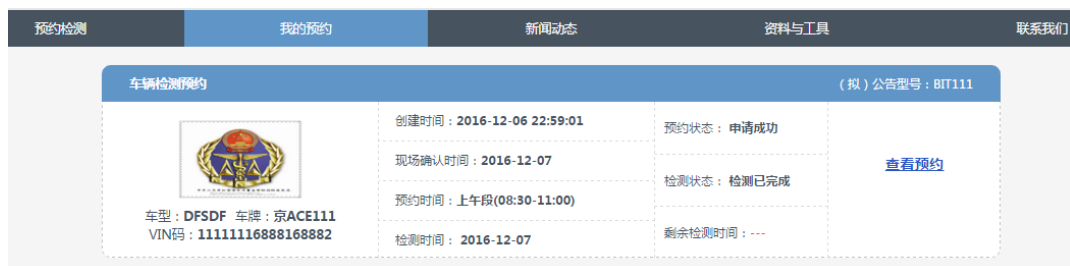 预约检测 我的预约 新闻动态 资料与工具 联系我们
车辆检测预约 （拟）公告型号：BIT111
创建时间：2016-12-06 22:59:01
现场确认时间：2016-12-07
预约时间：上午段(08:30-11:00)
检测时间： 2016-12-07
预约状态： 申请成功
检测状态： 检测已完成
剩余检测时间：---
查看预约
车型：DFSDF 车牌：京ACE111
VIN码：11111116888168882